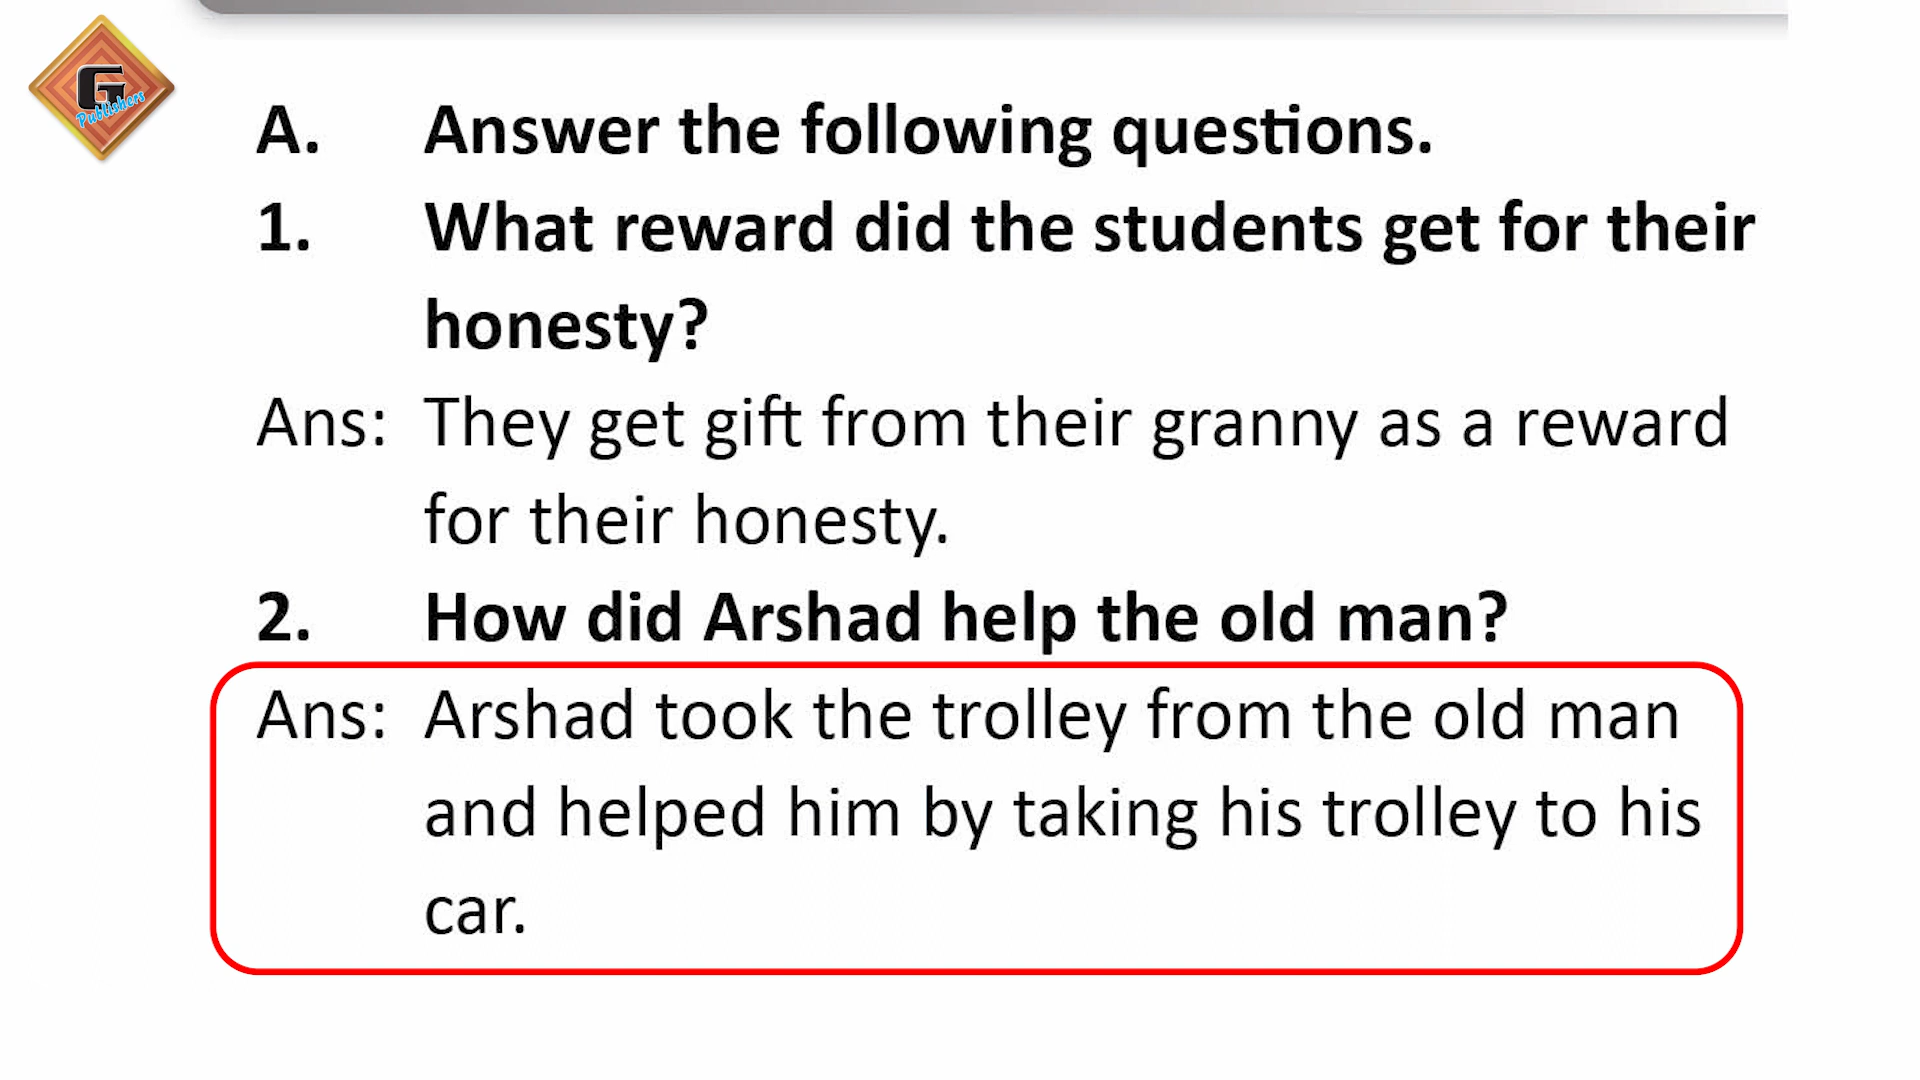 G
Publishers
A. Answer the following questions.
1. What reward did the students get for their
honesty?
Ans: They get gift from their granny as a reward
for their honesty.
2. How did Arshad help the old man?
Ans: Arshad took the trolley from the old man
and helped him by taking his trolley to his
car.